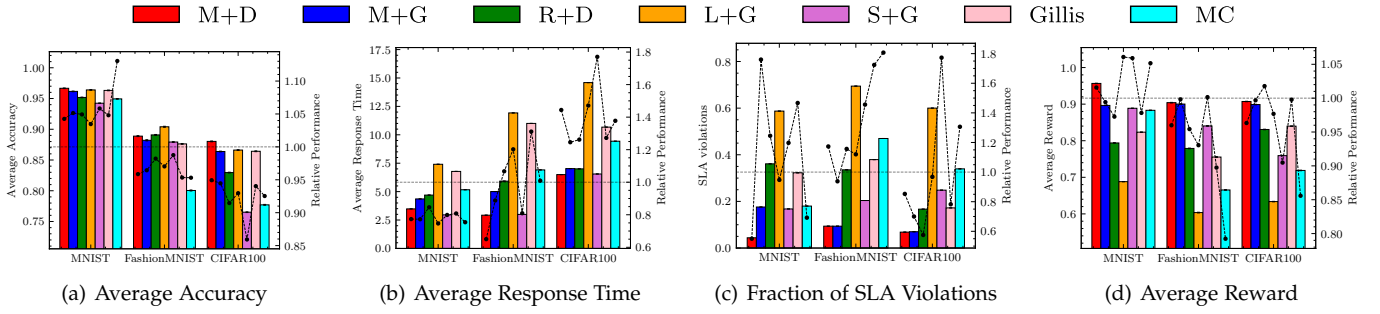 M+D M+G R+D L+G S+G Gillis MC
Average Accuracy
1.00
0.95
0.90
0.85
0.80
0.75
MNIST FashionMNIST CIFAR100
1.10
1.05
1.00
0.95
0.90
0.85
Relative Performance
(a) Average Accuracy
Average Response Time
17.5
15.0
12.5
10.0
7.5
5.0
2.5
0.0
MNIST FashionMNIST CIFAR100
1.8
1.6
1.4
1.2
1.0
0.8
0.6
Relative Performance
(b) Average Response Time
SLA violations
0.8
0.6
0.4
0.2
0.0
MNIST FashionMNIST CIFAR100
1.8
1.6
1.4
1.2
1.0
0.8
0.6
Relative Performance
(c) Fraction of SLA Violations
Average Reward
1.0
0.9
0.8
0.7
0.6
MNIST FashionMNIST CIFAR100
1.05
1.00
0.95
0.90
0.85
0.80
Relative Performance
(d) Average Reward